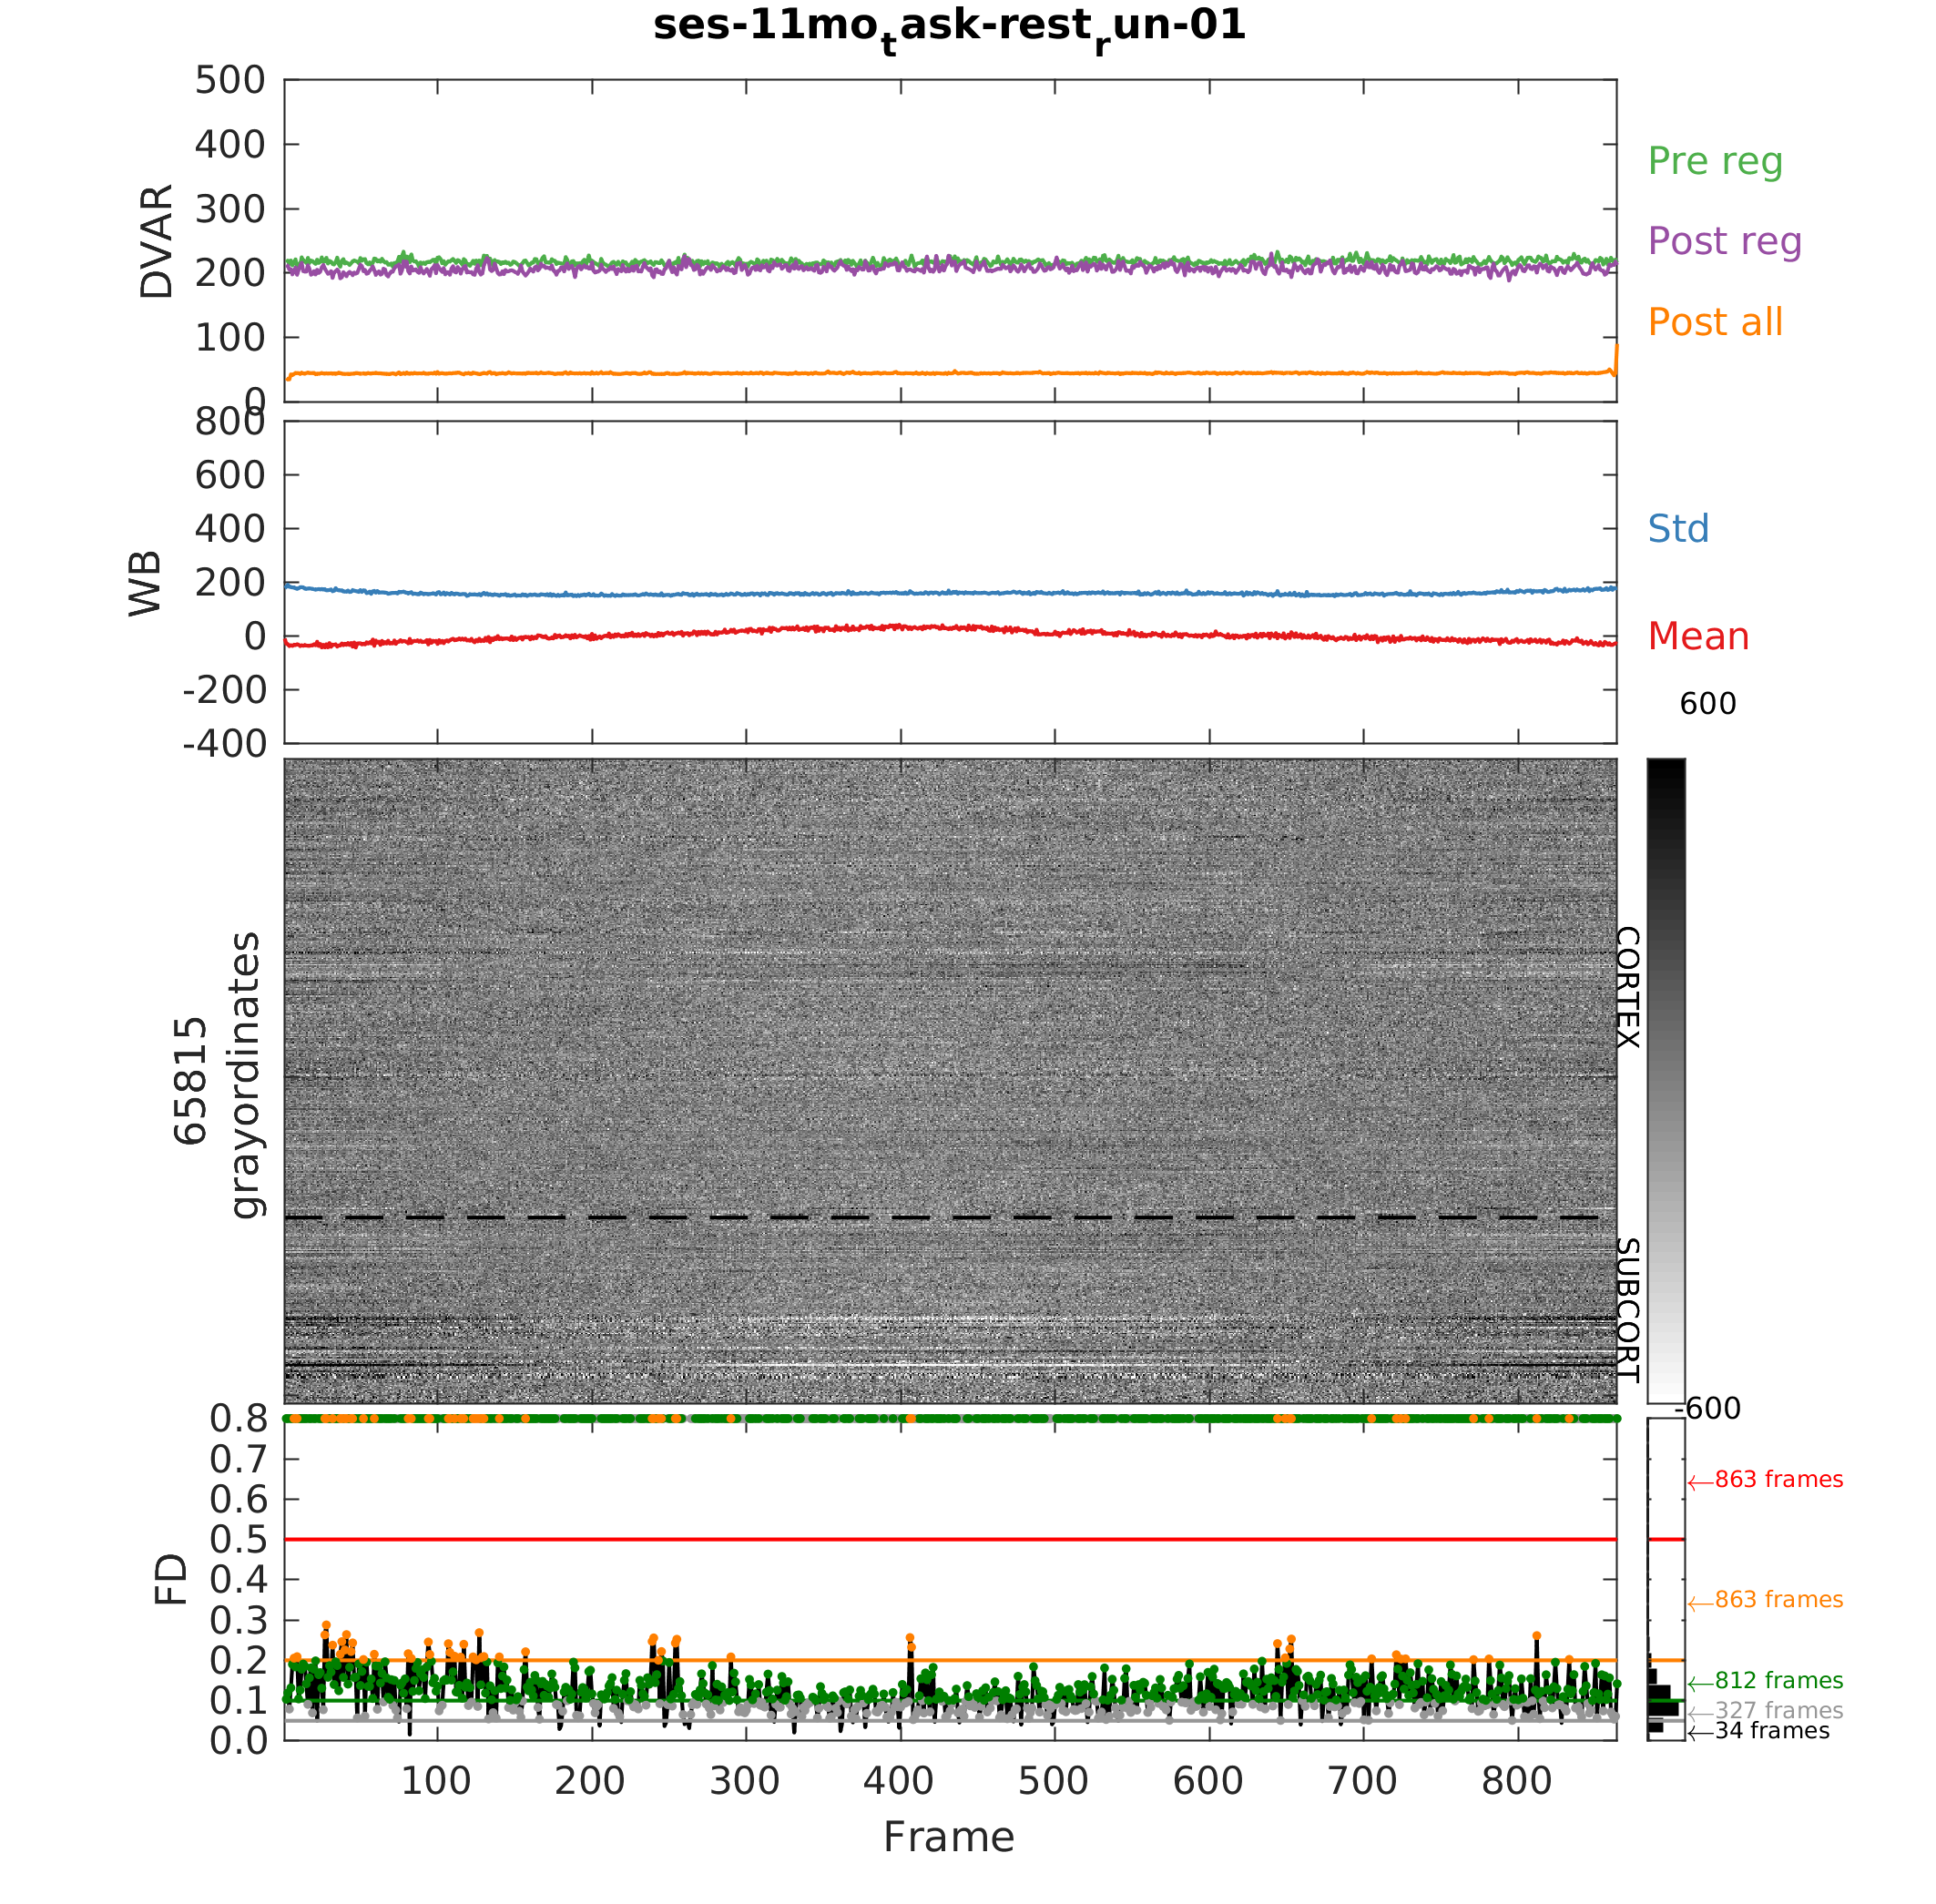 ses-11mo_task-rest_run-01
500
400
300
200
100
0
DVAR
Pre reg
Post reg
Post all
800
600
400
200
0
-200
-400
WB
Std
Mean
600
65815
grayordinates
CORTEX
SUBCORT
-600
0.8
0.7
0.6
0.5
0.4
0.3
0.2
0.1
0.0
FD
←863 frames
←863 frames
←812 frames
←327 frames
←34 frames
100 200 300 400 500 600 700 800
Frame